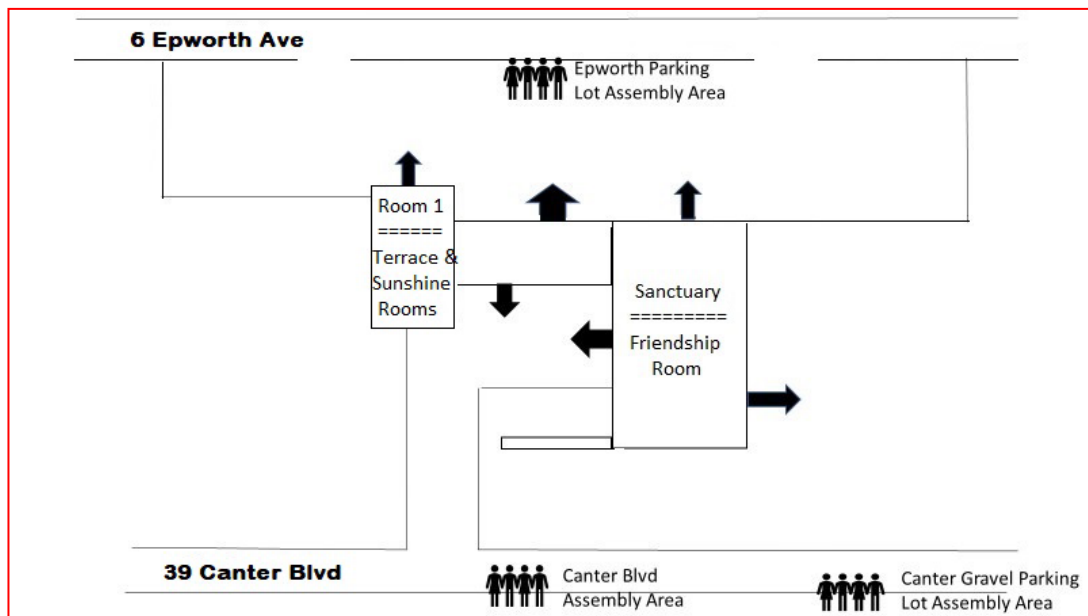 6 Epworth Ave
Epworth Parking
Lot Assembly Area
Room 1
======
Terrace &
Sunshine
Rooms
Sanctuary
=========
Friendship
Room
39 Canter Blvd
Canter Blvd
Assembly Area
Canter Gravel Parking
Lot Assembly Area